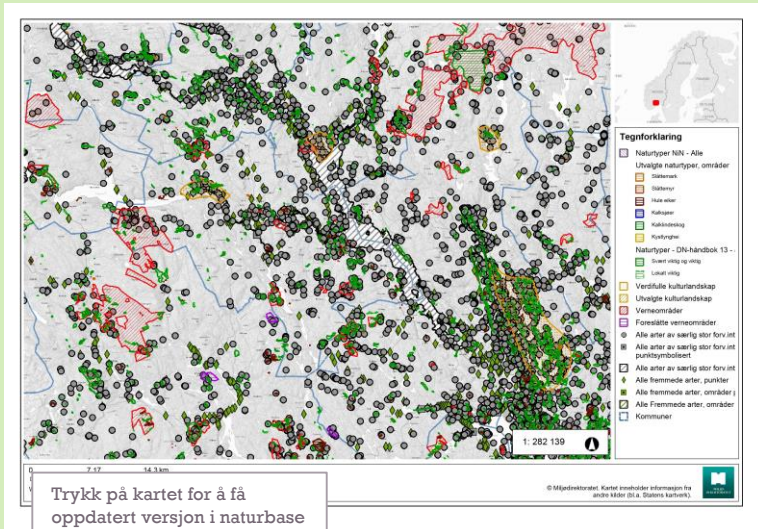 Tegnforklaring
Naturtyper NiN - Alle
Utvalgte naturtyper, områder
Slåttemark
Slåttemyr
Hule eiker
Kalksjøer
Kalklindeskog
Kystlynghei
Naturtyper - DN-håndbok 13 -
Svært viktig og viktig
Lokalt viktig
Verdifulle kulturlandskap
Utvalgte kulturlandskap
Verneområder
Foreslåtte verneområder
Alle arter av særlig stor forv.int
Alle arter av særlig stor forv.int
punktsymbolisert
Alle arter av særlig stor forv.int
Alle fremmede arter, punkter
Alle fremmede arter, områder
Alle Fremmede arter, områder
Kommuner
1: 282 139
7.17 14.3 km
© Miljødirektoratet. Kartet inneholder informasjon fra
andre kilder (bl.a. Statens kartverk).
Trykk på kartet for å få
oppdatert versjon i naturbase